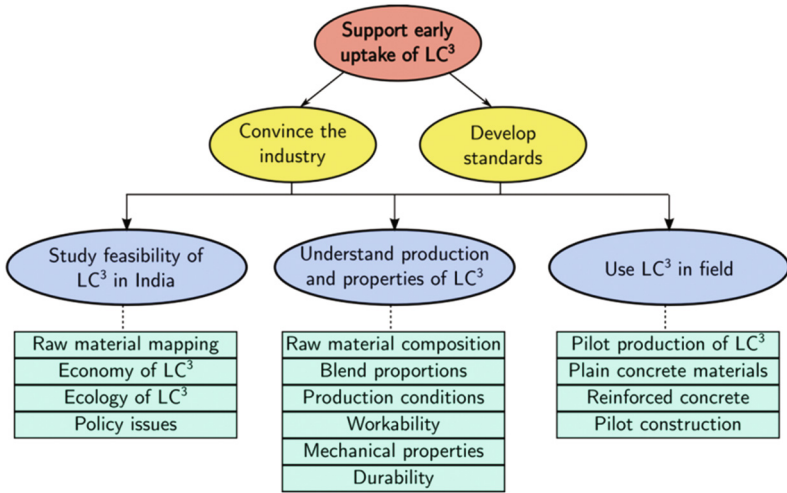 Support early
uptake of LC³
Convince the
industry
Develop
standards
Study feasibility of
LC³ in India
Understand production
and properties of LC³
Use LC³ in field
Raw material mapping
Economy of LC³
Ecology of LC³
Policy issues
Raw material composition
Blend proportions
Production conditions
Workability
Mechanical properties
Durability
Pilot production of LC³
Plain concrete materials
Reinforced concrete
Pilot construction